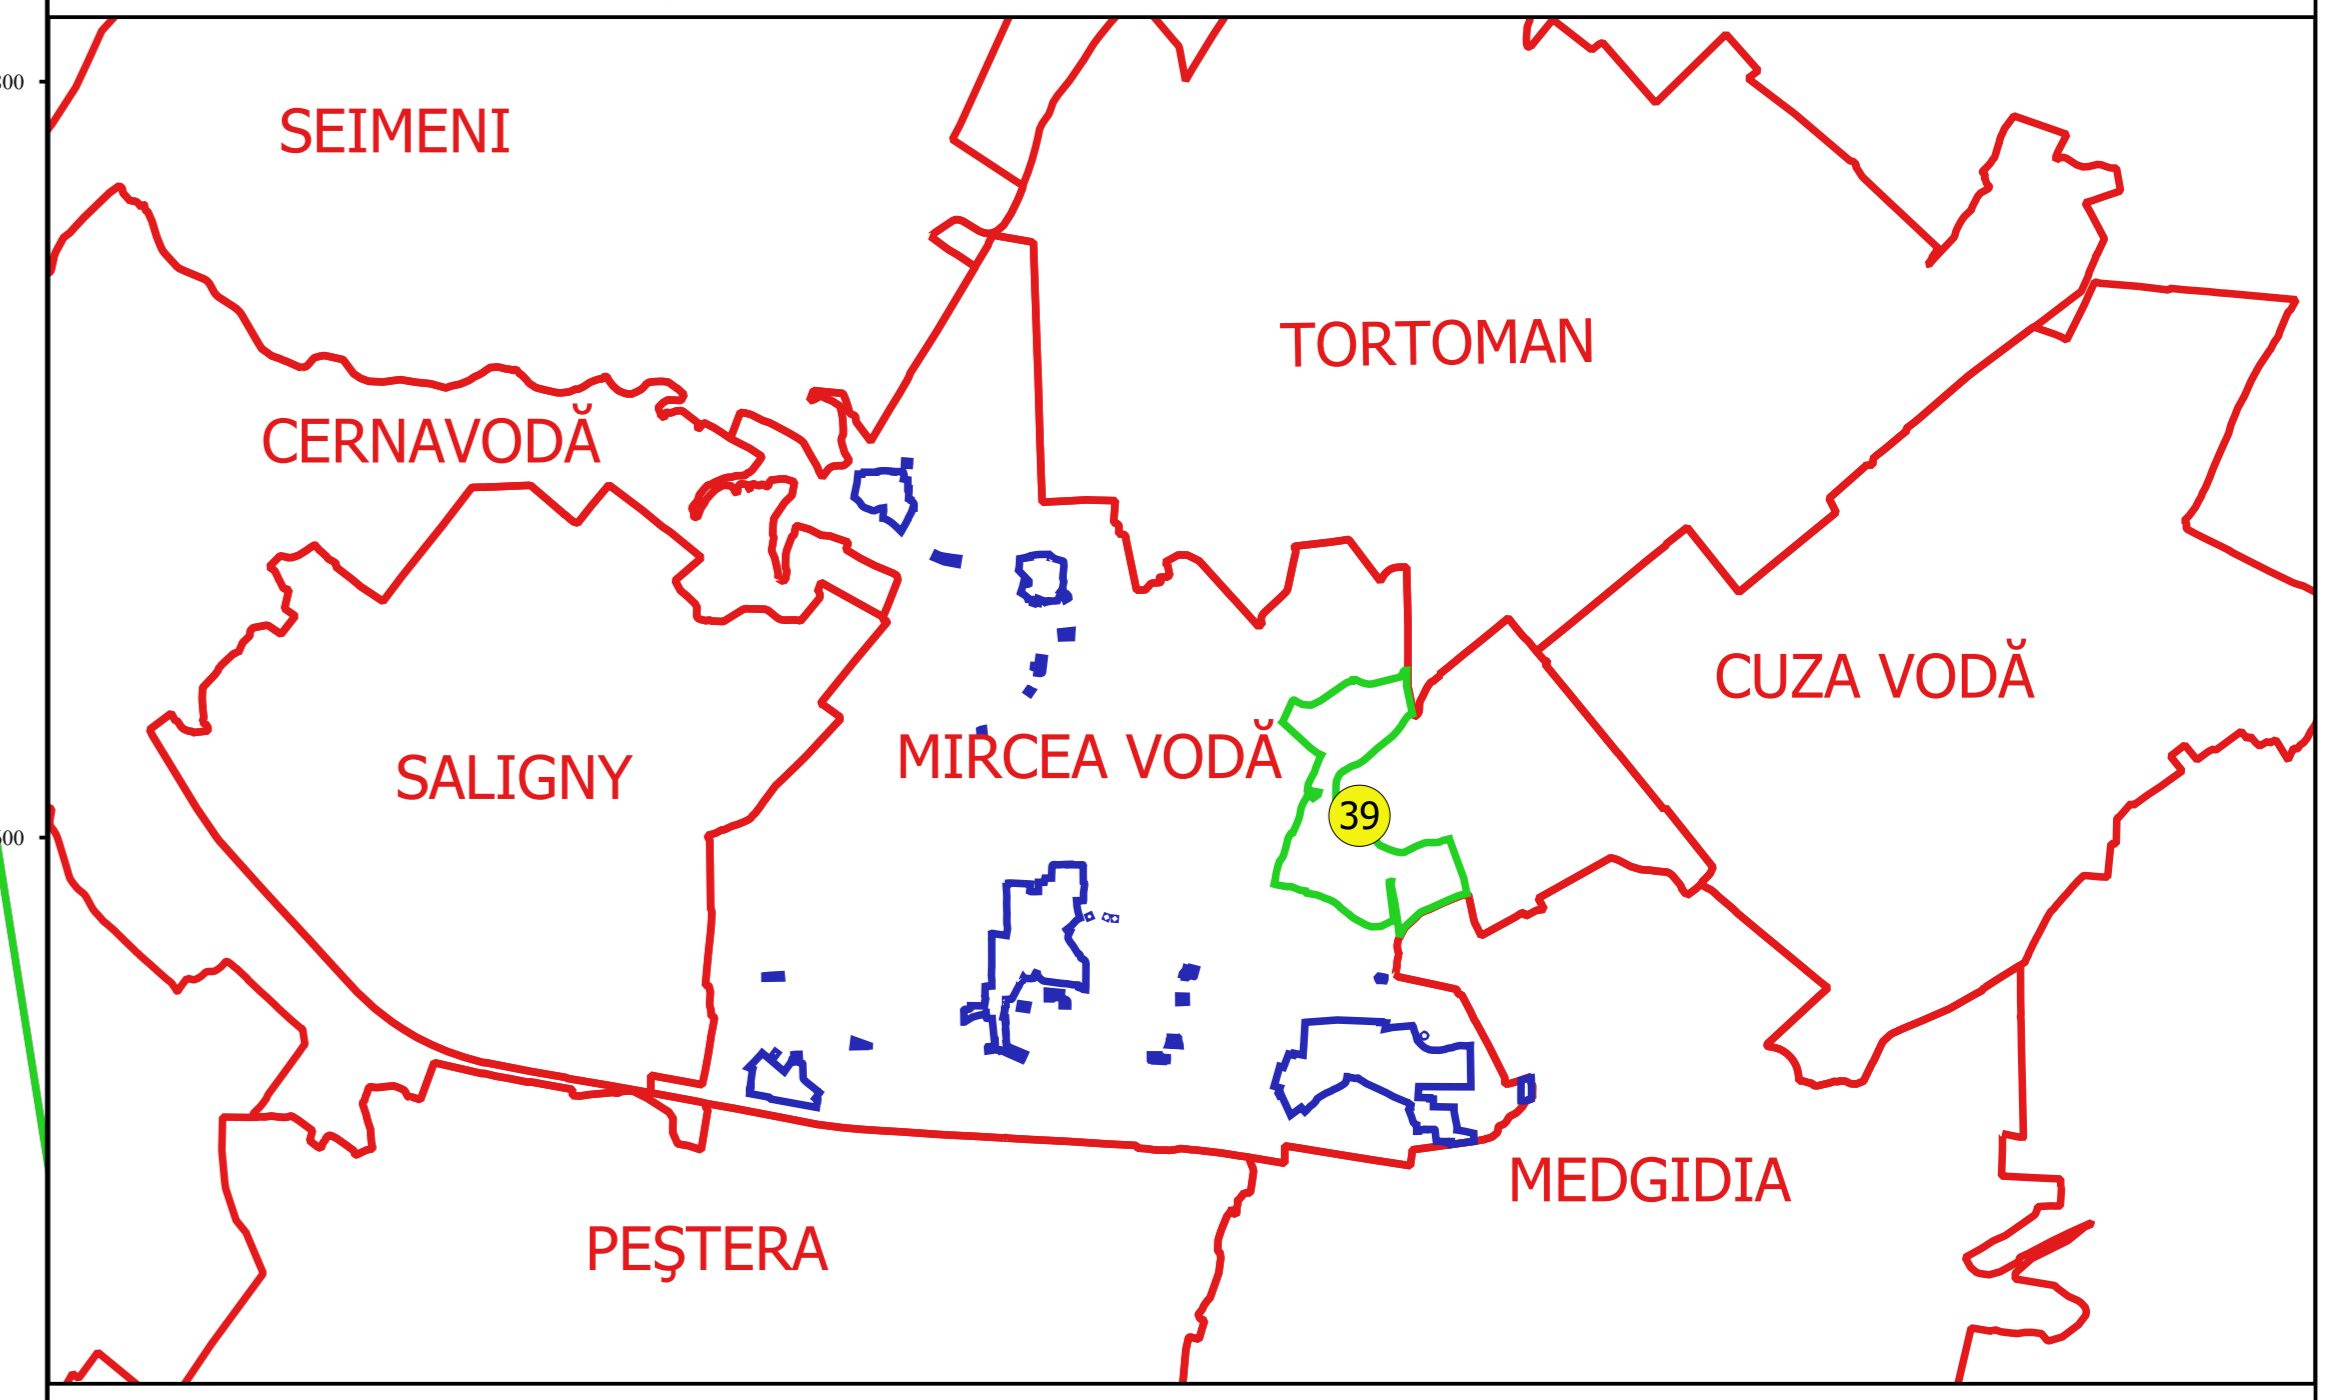 SEIMENI
TORTOMAN
CERNAVODĂ
CUZA VODĂ
MIRCEA VODĂ
SALIGNY
39
MEDGIDIA
PEŞTERA